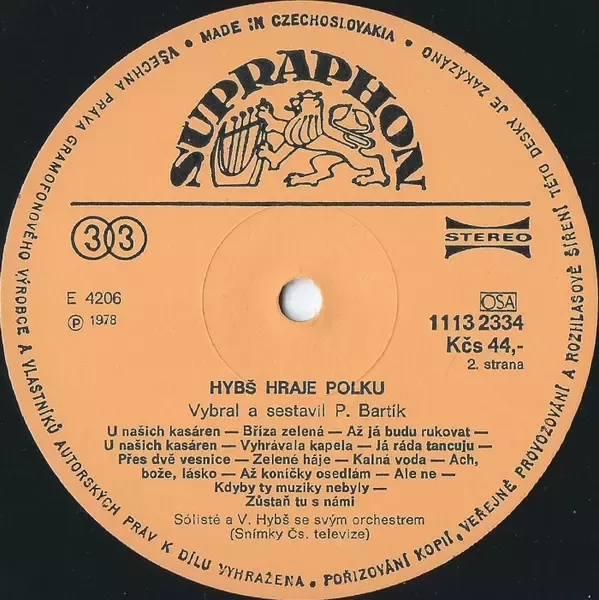 VŠECHNA PRÁVA GRAMOFONOVÉHO VÝROBCE A VLASTNÍKŮ AUTORSKÝCH PRÁV K DÍLU VYHRAŽENA • POŘIZOVÁNÍ KOPIÍ, VEŘEJNÉ PROVOZOVÁNÍ A ROZHLASOVÉ ŠÍŘENÍ TÉTO DESKY JE ZAKÁZÁNO •
MADE IN CZECHOSLOVAKIA •
SUPRAPHON
33
STEREO
E 4206
Ⓟ 1978
OSA
1113 2334
Kčs 44,-
2. strana
HYBŠ HRAJE POLKU
Vybral a sestavil P. Bartík
U našich kasáren — Bříza zelená — Až já budu rukovat —
U našich kasáren — Vyhrávala kapela — Já ráda tancuju —
Přes dvě vesnice — Zelené háje — Kalná voda — Ach,
bože, lásko — Až koníčky osedlám — Ale ne —
Kdyby ty muziky nebyly —
Zůstaň tu s námi
Sólisté a V. Hybš se svým orchestrem
(Snímky Čs. televize)